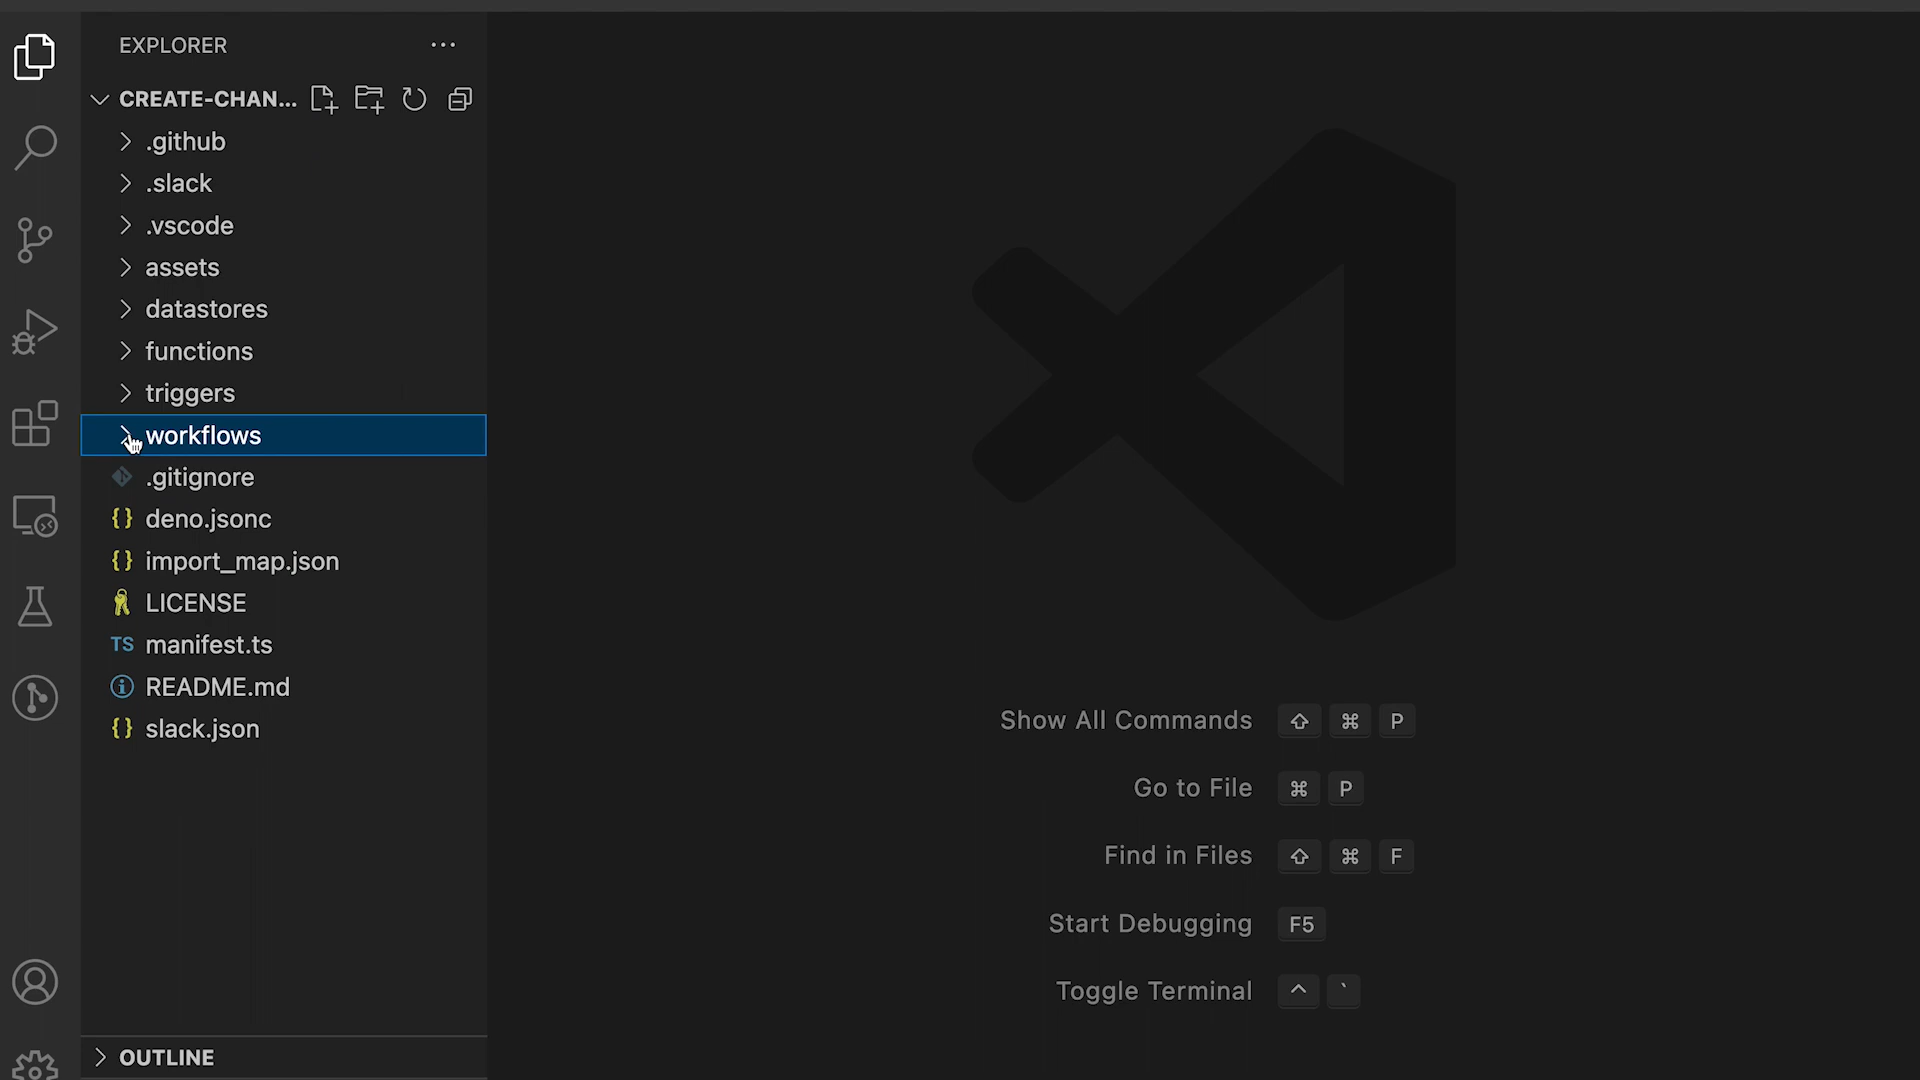 EXPLORER
CREATE-CHAN...
.github
.slack
.vscode
assets
datastores
functions
triggers
workflows
.gitignore
{} deno.jsonc
{} import_map.json
LICENSE
TS manifest.ts
README.md
{} slack.json
OUTLINE
Show All Commands ⇧ ⌘ P
Go to File ⌘ P
Find in Files ⇧ ⌘ F
Start Debugging F5
Toggle Terminal ^ `